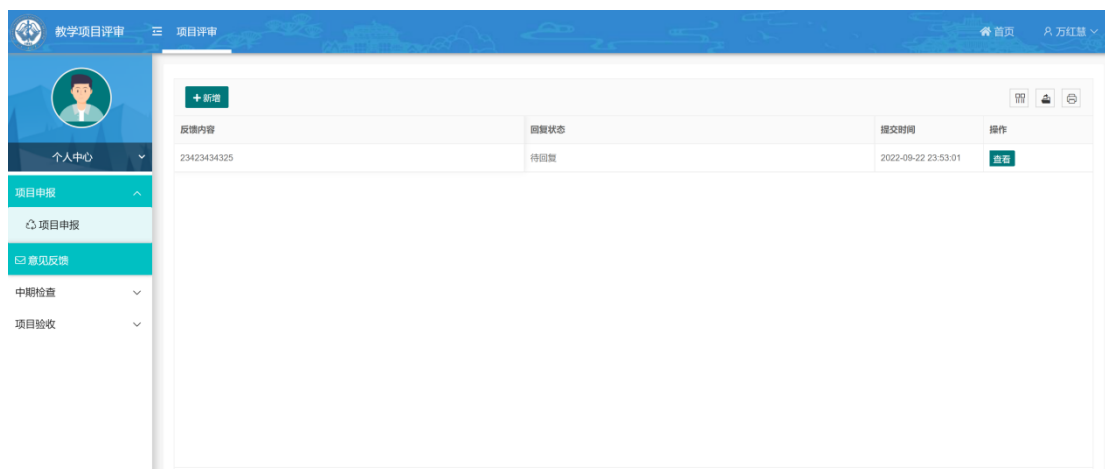 教学项目评审 项目评审 首页 万红慧
新增
反馈内容 回复状态 提交时间 操作
23423434325 待回复 2022-09-22 23:53:01 查看
个人中心
项目申报
项目申报
意见反馈
中期检查
项目验收